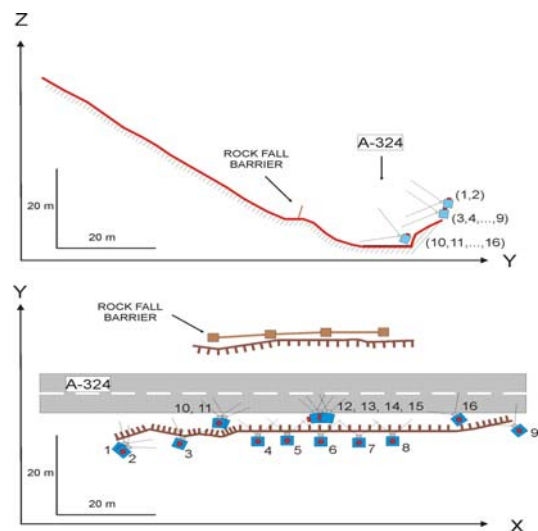 Z
A-324
ROCK FALL
BARRIER
(1,2)
(3,4,...,9)
20 m
(10, 11,..., 16)
20 m
Y
Y
ROCK FALL
BARRIER
A-324
10, 11
12, 13, 14, 15
16
1
2
3
4
5
6
7
8
9
20 m
20 m
X